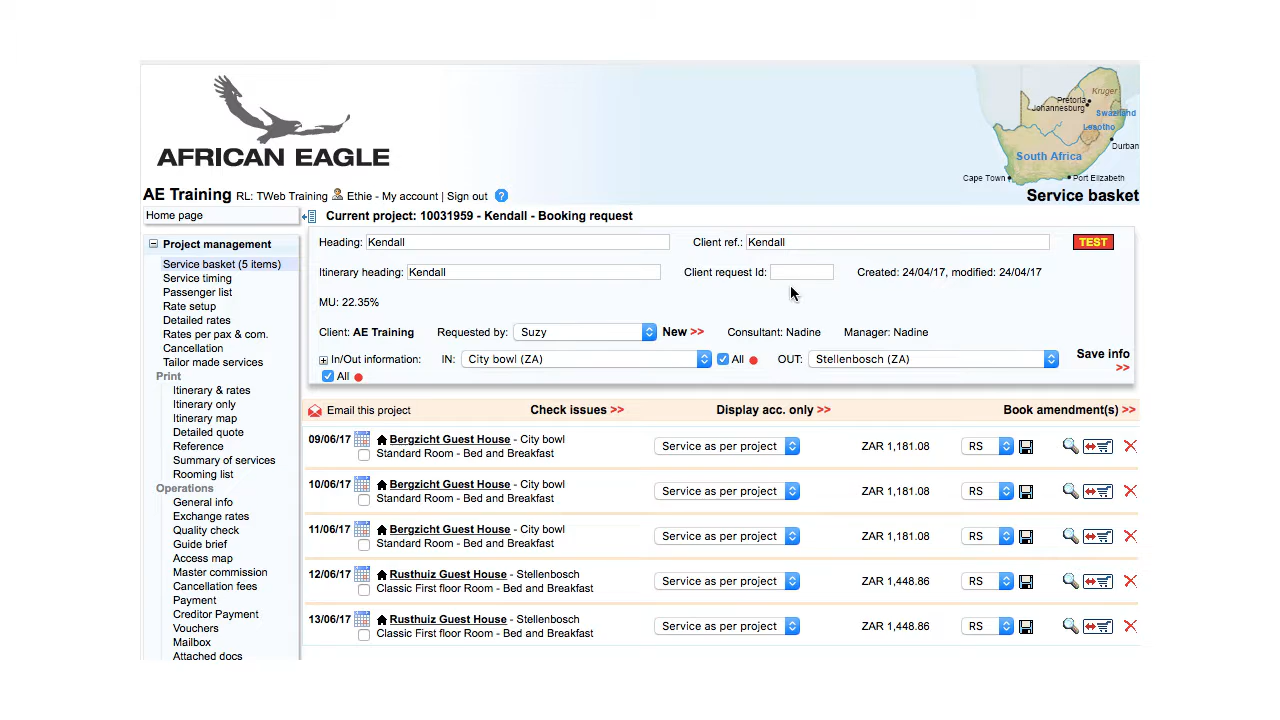 AFRICAN EAGLE
Kruger
Pretoria
Johannesburg
Swaziland
Lesotho
Durban
South Africa
Cape Town
Port Elizabeth
AE Training RL: TWeb Training Ethie - My account | Sign out ?
Service basket
Home page
Current project: 10031959 - Kendall - Booking request
Project management
Service basket (5 items)
Service timing
Passenger list
Rate setup
Detailed rates
Rates per pax & com.
Cancellation
Tailor made services
Print
Itinerary & rates
Itinerary only
Itinerary map
Detailed quote
Reference
Summary of services
Rooming list
Operations
General info
Exchange rates
Quality check
Guide brief
Access map
Master commission
Cancellation fees
Payment
Creditor Payment
Vouchers
Mailbox
Attached docs
Heading: Kendall Client ref.: Kendall TEST
Itinerary heading: Kendall Client request Id: Created: 24/04/17, modified: 24/04/17
MU: 22.35%
Client: AE Training Requested by: Suzy New >> Consultant: Nadine Manager: Nadine
In/Out information: IN: City bowl (ZA) All OUT: Stellenbosch (ZA) Save info >>
All
Email this project Check issues >> Display acc. only >> Book amendment(s) >>
09/06/17 Bergzicht Guest House - City bowl Service as per project ZAR 1,181.08 RS
Standard Room - Bed and Breakfast
10/06/17 Bergzicht Guest House - City bowl Service as per project ZAR 1,181.08 RS
Standard Room - Bed and Breakfast
11/06/17 Bergzicht Guest House - City bowl Service as per project ZAR 1,181.08 RS
Standard Room - Bed and Breakfast
12/06/17 Rusthuiz Guest House - Stellenbosch Service as per project ZAR 1,448.86 RS
Classic First floor Room - Bed and Breakfast
13/06/17 Rusthuiz Guest House - Stellenbosch Service as per project ZAR 1,448.86 RS
Classic First floor Room - Bed and Breakfast